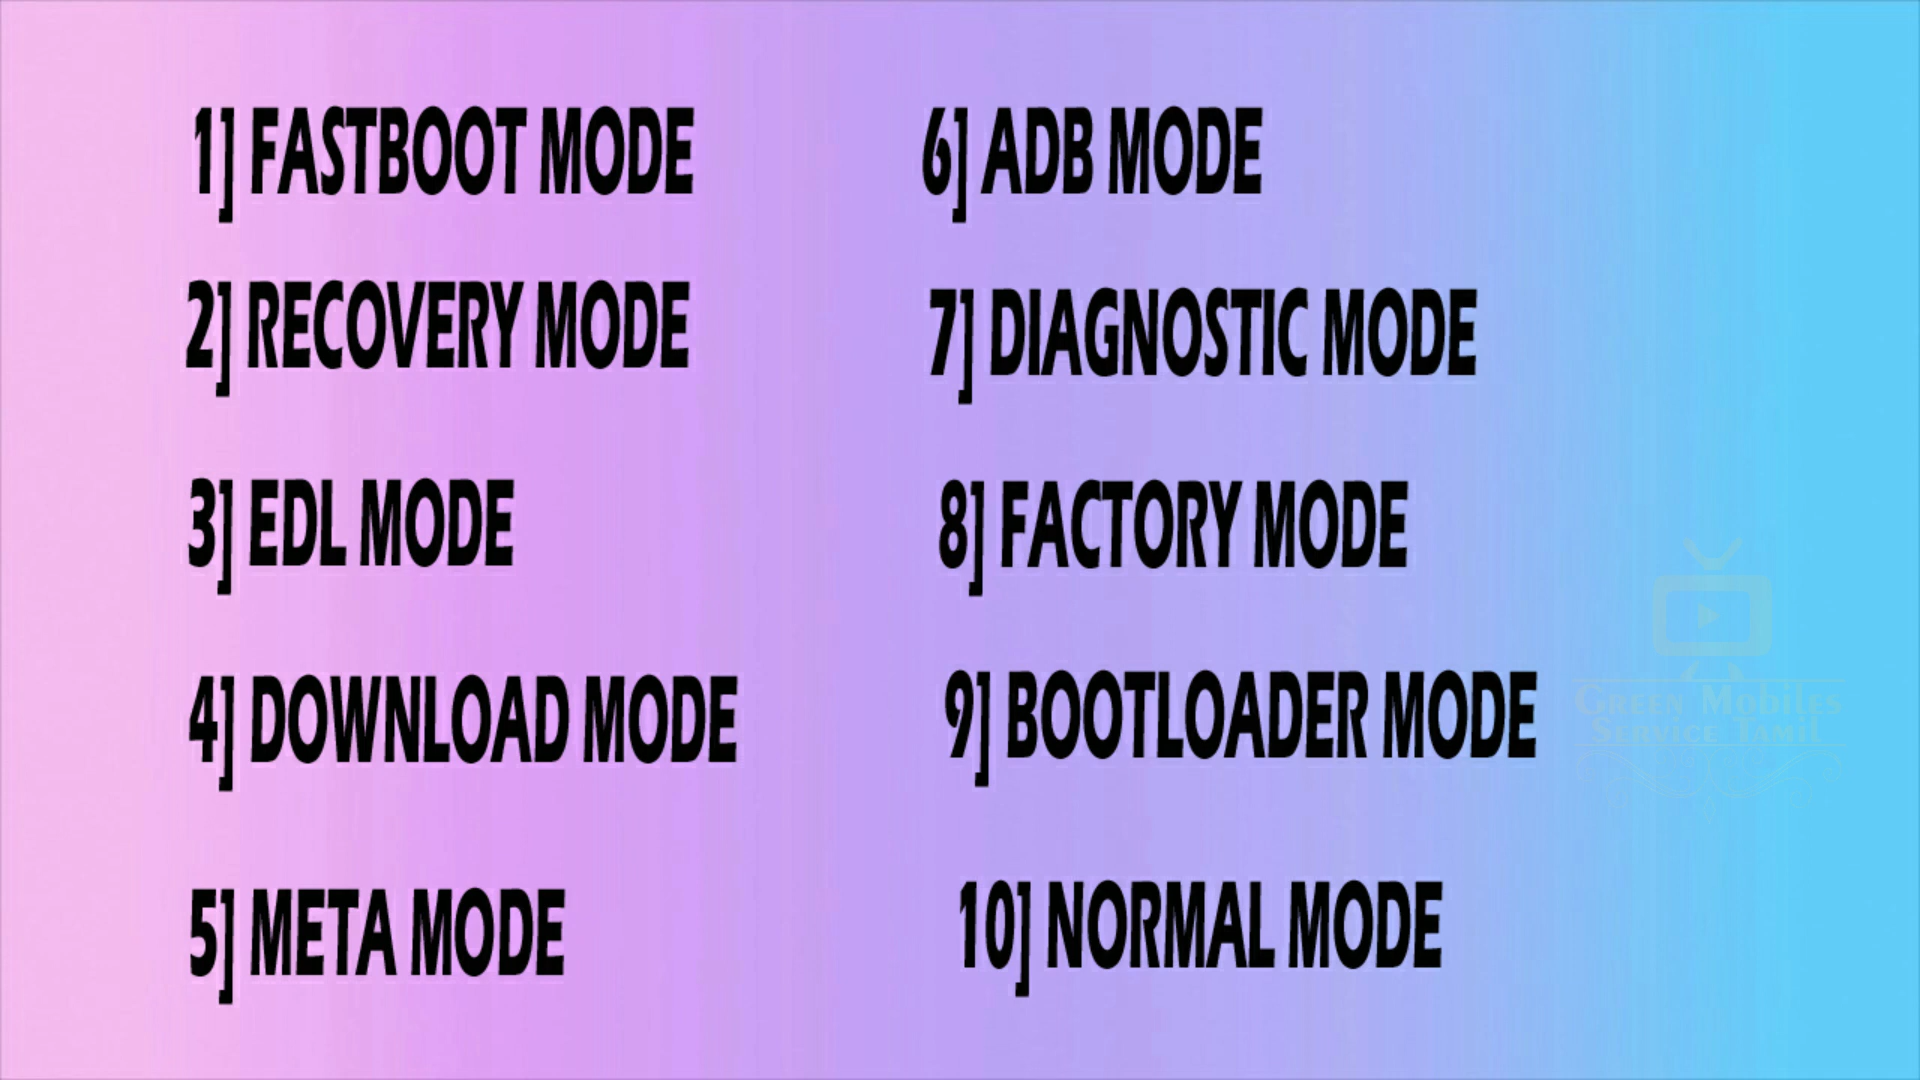 1] FASTBOOT MODE
2] RECOVERY MODE
3] EDL MODE
4] DOWNLOAD MODE
5] META MODE
6] ADB MODE
7] DIAGNOSTIC MODE
8] FACTORY MODE
9] BOOTLOADER MODE
10] NORMAL MODE
Green Mobiles
Service Tamil